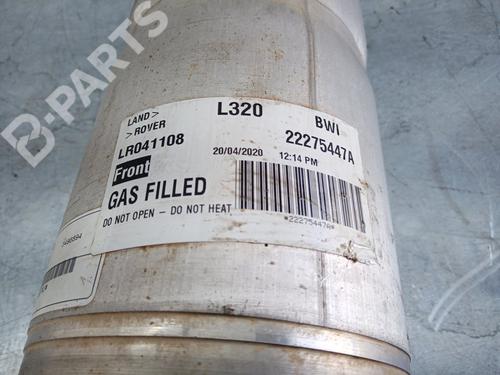 B-PARTS
LAND>
>ROVER
L320
BWI
LR041108
22275447A
20/04/2020
12:14 PM
Front
GAS FILLED
DO NOT OPEN - DO NOT HEAT
*22275447A*